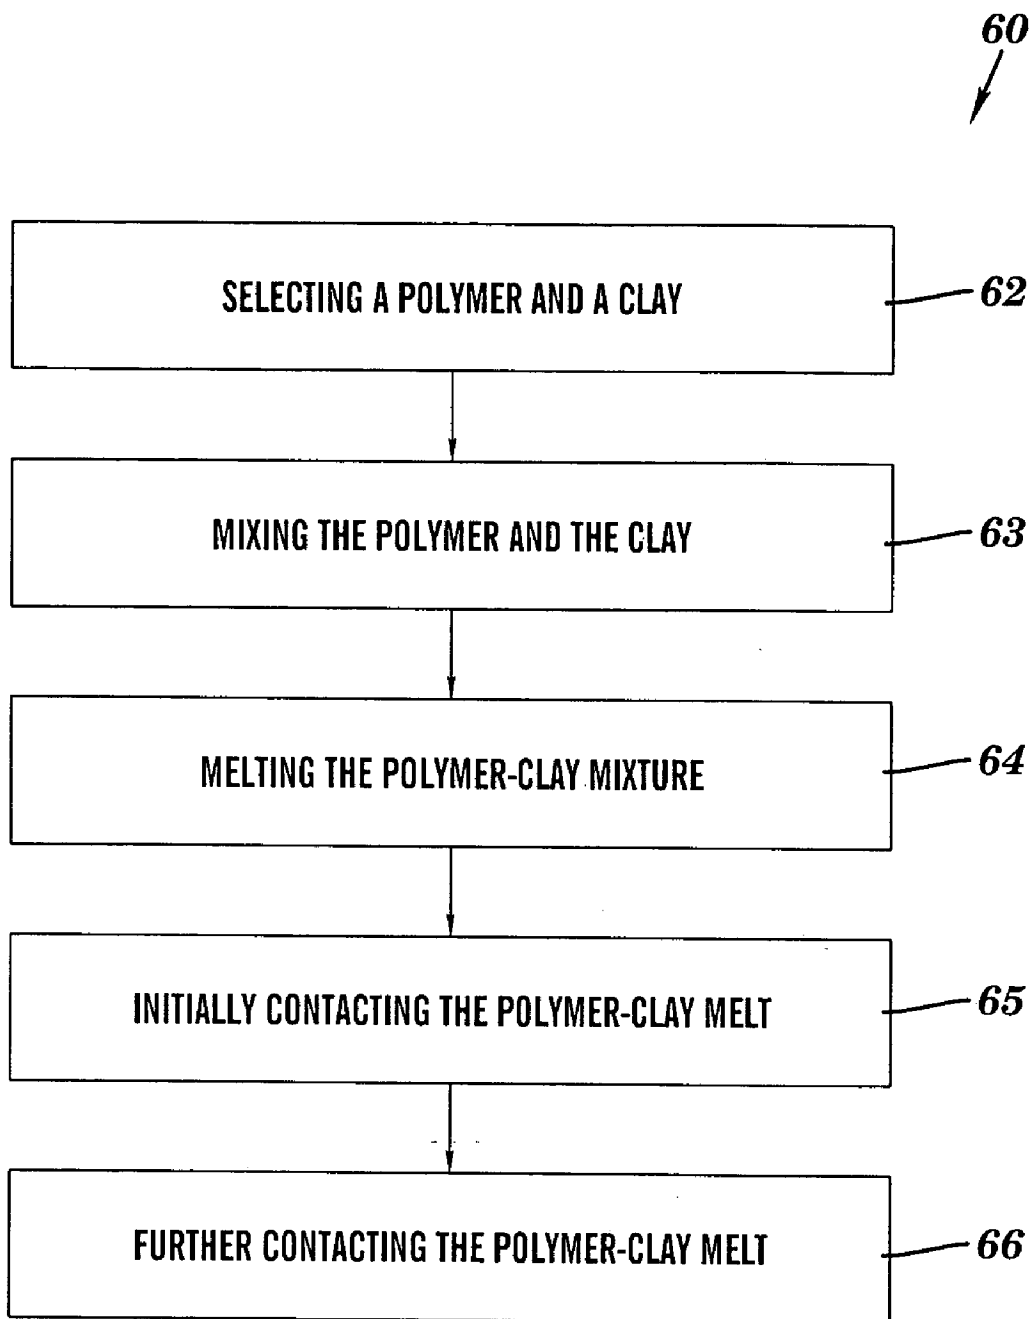 60
SELECTING A POLYMER AND A CLAY
62
MIXING THE POLYMER AND THE CLAY
63
MELTING THE POLYMER-CLAY MIXTURE
64
INITIALLY CONTACTING THE POLYMER-CLAY MELT
65
FURTHER CONTACTING THE POLYMER-CLAY MELT
66